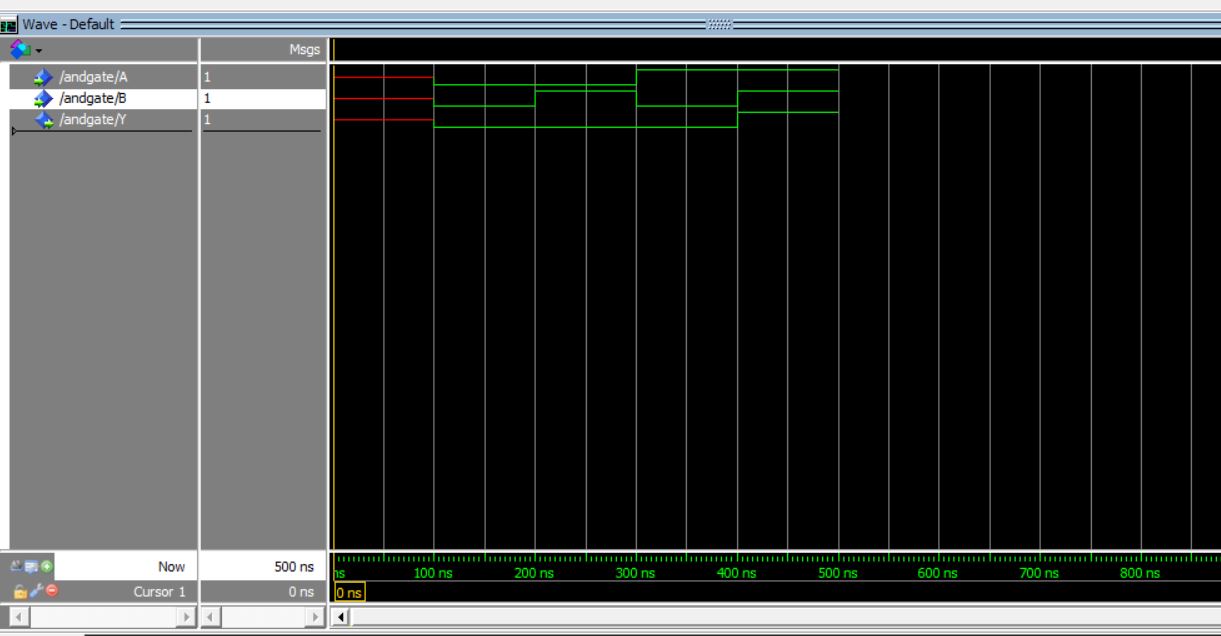 Wave - Default
Msgs
/andgate/A 1
/andgate/B 1
/andgate/Y 1
Now 500 ns
ns 100 ns 200 ns 300 ns 400 ns 500 ns 600 ns 700 ns 800 ns
Cursor 1 0 ns 0 ns